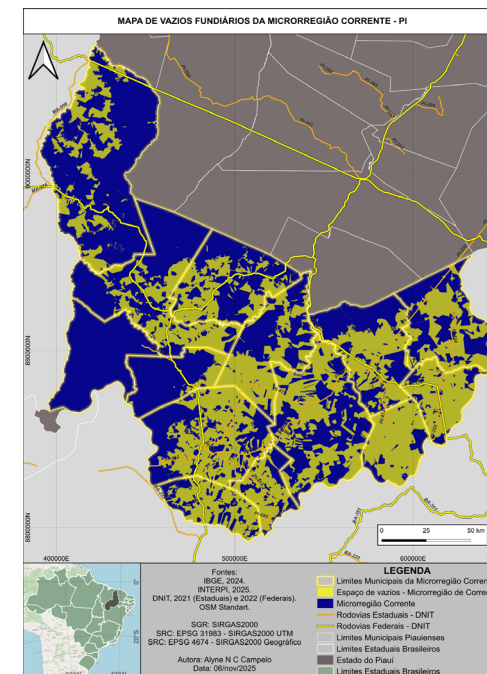 MAPA DE VAZIOS FUNDIÁRIOS DA MICRORREGIÃO CORRENTE - PI
8900000N
8800000N
400000E
500000E
600000E
0 25 50 km
BA-225
Fontes:
IBGE, 2024.
INTERPI, 2025.
DNIT, 2021 (Estaduais) e 2022 (Federais).
OSM Standart.
SGR: SIRGAS2000
SRC: EPSG 31983 - SIRGAS2000 UTM
SRC: EPSG 4674 - SIRGAS2000 Geográfico
Autora: Alyne N C Campelo
Data: 06/nov/2025
LEGENDA
Limites Municipais da Microrregião Corren
Espaço de vazios - Microrregião de Corre
Microrregião Corrente
Rodovias Estaduais - DNIT
Rodovias Federais - DNIT
Limites Municipais Piauienses
Limites Estaduais Brasileiros
Estado do Piauí
Limites Estaduais Brasileiros
0°
20°S